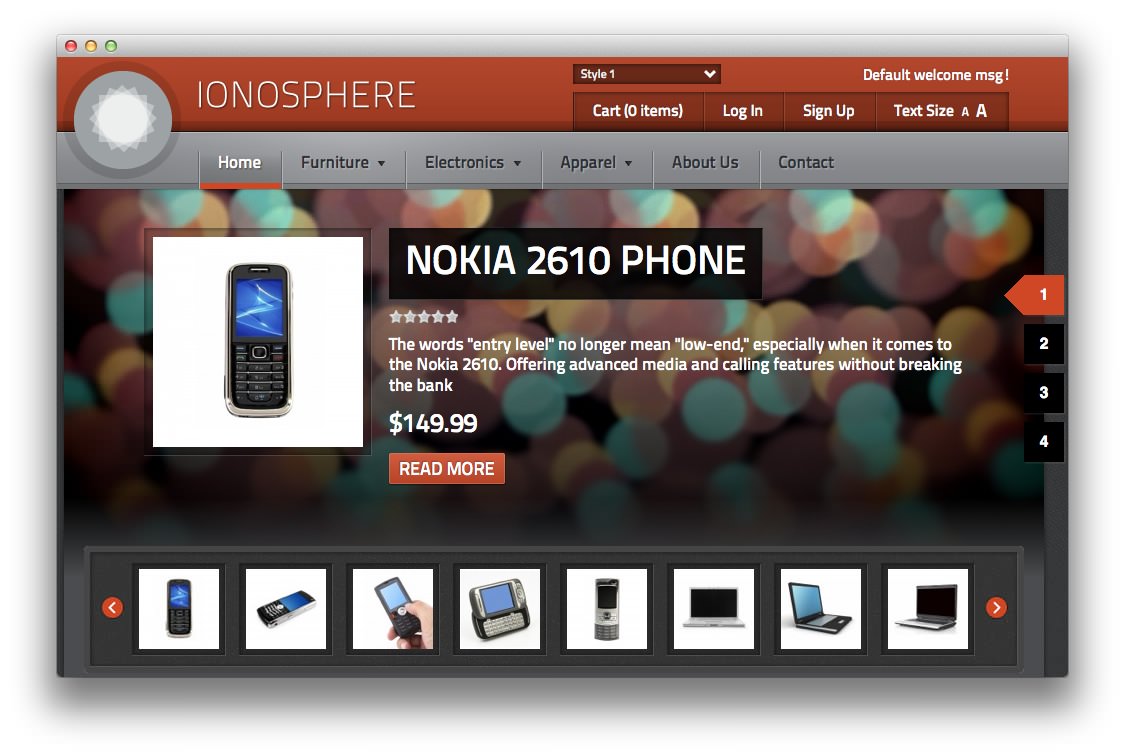 IONOSPHERE
Style 1
Default welcome msg!
Cart (0 items) Log In Sign Up Text Size A A
Home Furniture Electronics Apparel About Us Contact
NOKIA 2610 PHONE
The words "entry level" no longer mean "low-end," especially when it comes to
the Nokia 2610. Offering advanced media and calling features without breaking
the bank
$149.99
READ MORE
1
2
3
4